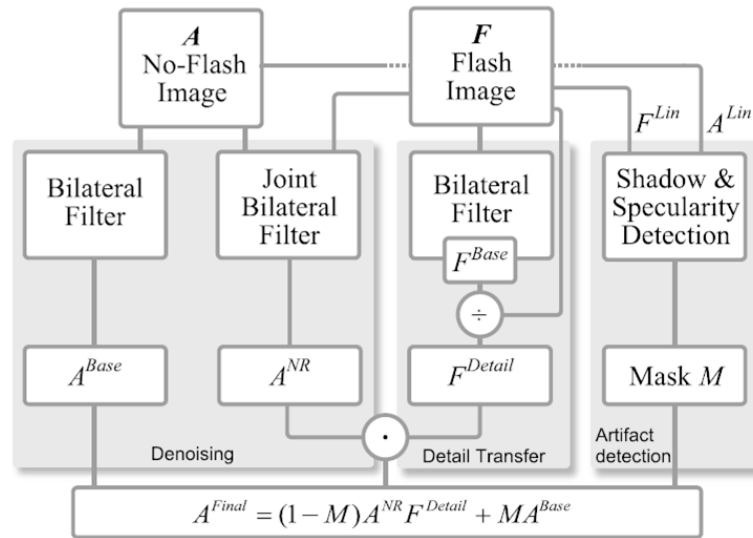 A
No-Flash
Image
F
Flash
Image
F^{Lin}
A^{Lin}
Bilateral
Filter
Joint
Bilateral
Filter
Bilateral
Filter
Shadow &
Specularity
Detection
F^{Base}
÷
A^{Base}
A^{NR}
F^{Detail}
Mask M
·
Denoising
Detail Transfer
Artifact
detection
A^{Final} = (1 − M) A^{NR} F^{Detail} + M A^{Base}